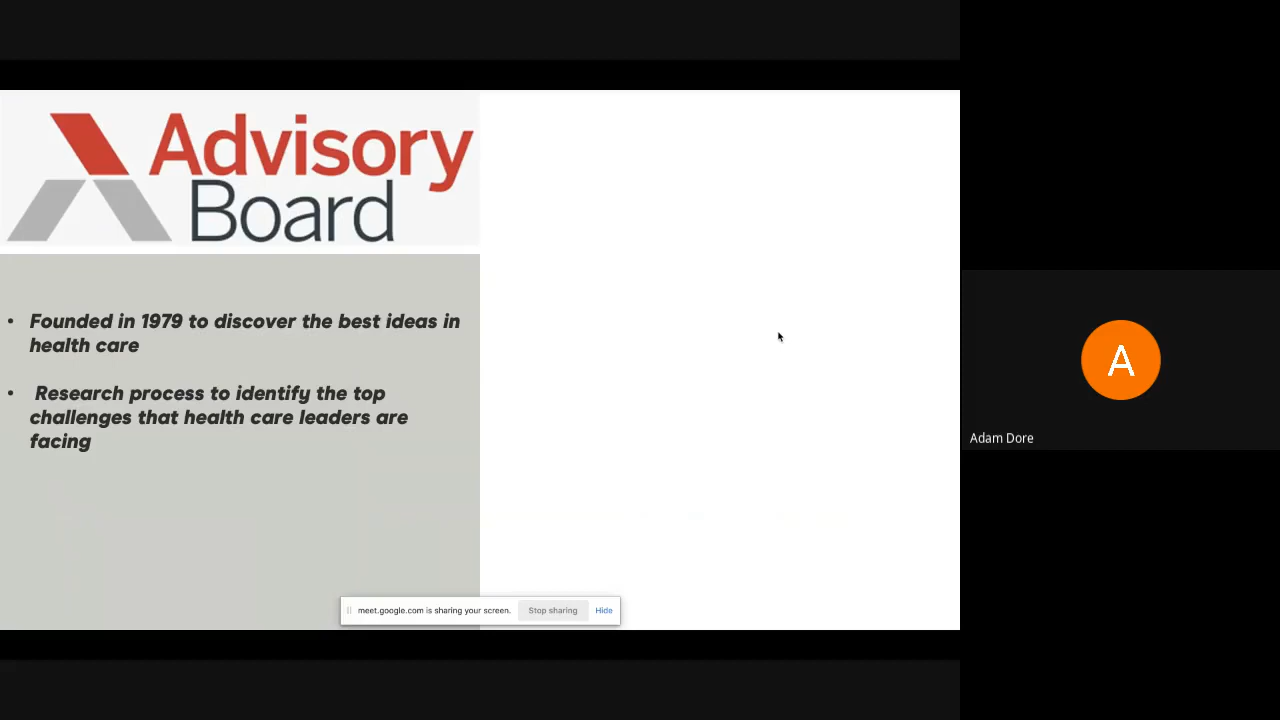 Advisory
Board
• Founded in 1979 to discover the best ideas in
health care
• Research process to identify the top
challenges that health care leaders are
facing
A
Adam Dore
meet.google.com is sharing your screen. Stop sharing Hide